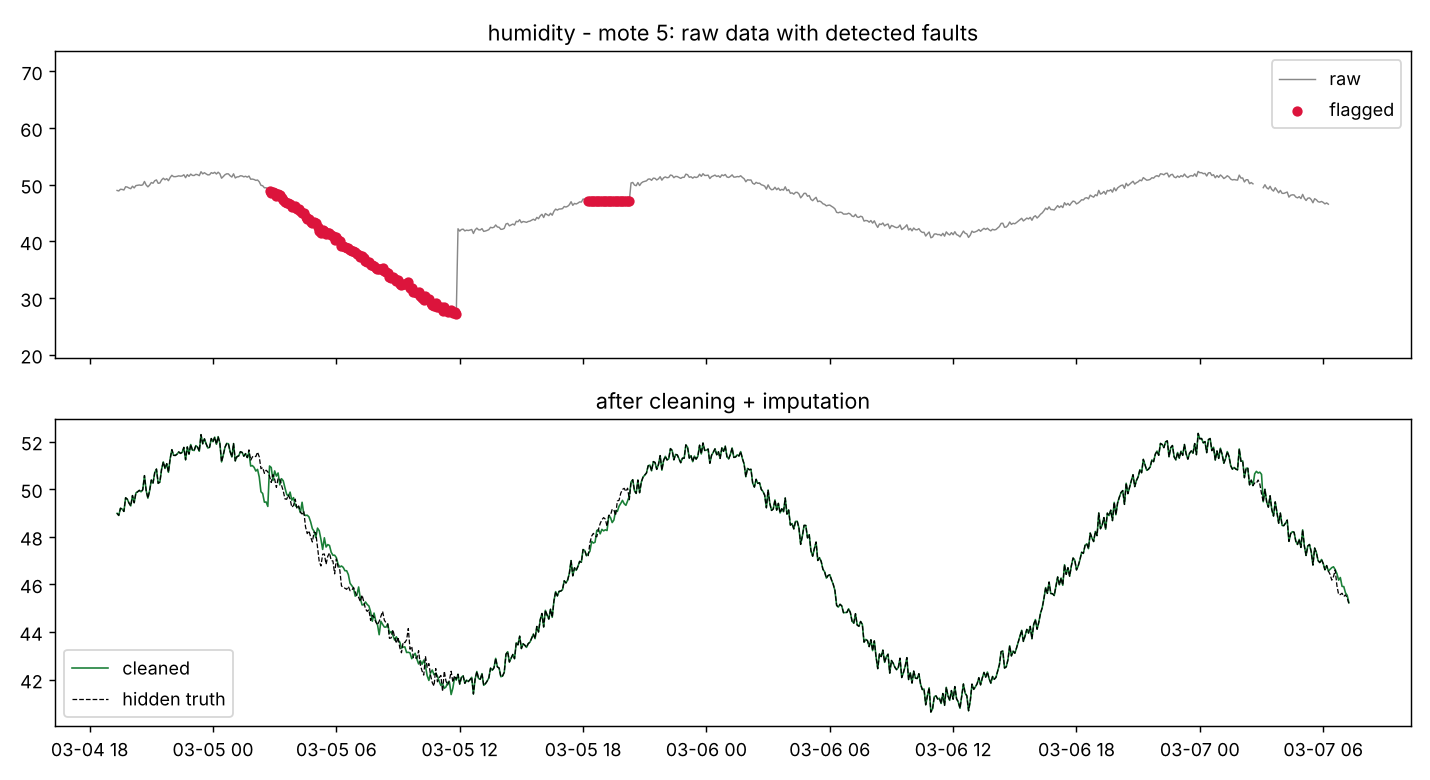 humidity - mote 5: raw data with detected faults
70
60
50
40
30
20
raw
flagged
after cleaning + imputation
52
50
48
46
44
42
cleaned
hidden truth
03-04 18 03-05 00 03-05 06 03-05 12 03-05 18 03-06 00 03-06 06 03-06 12 03-06 18 03-07 00 03-07 06